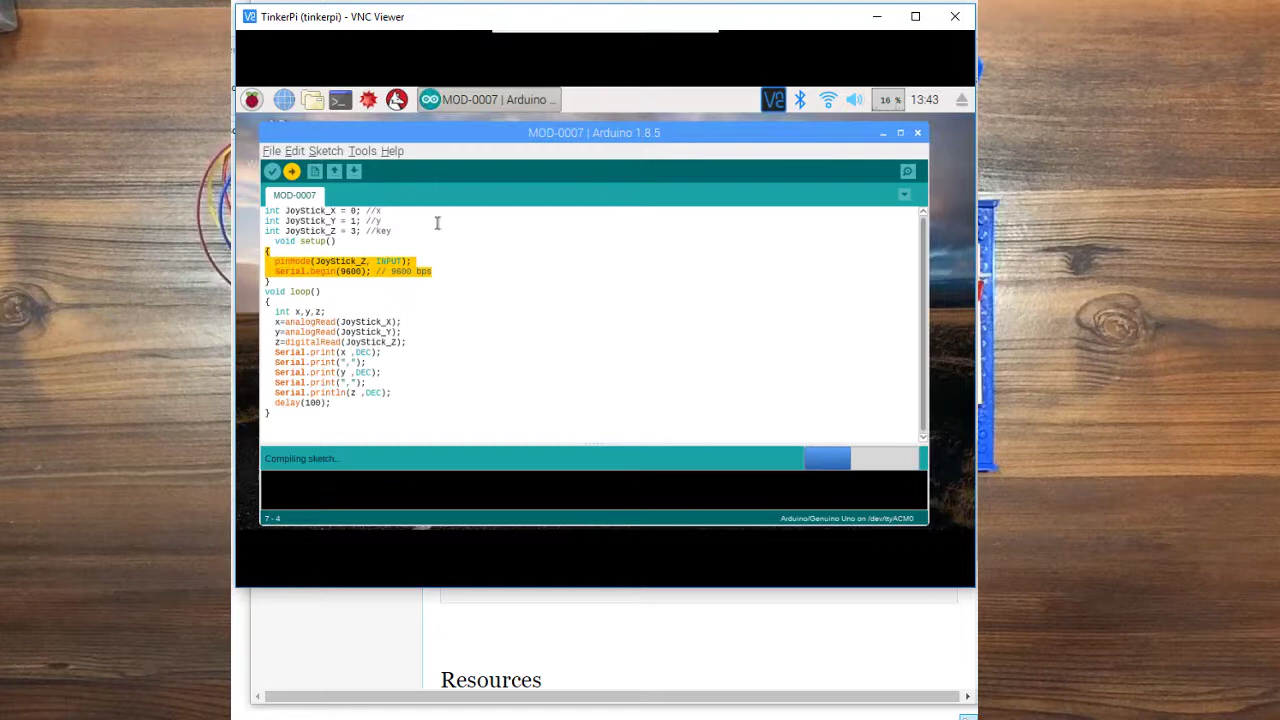 TinkerPi (tinkerpi) - VNC Viewer
MOD-0007 | Arduino ...
16 %
13:43
MOD-0007 | Arduino 1.8.5
File Edit Sketch Tools Help
MOD-0007
int JoyStick_X = 0; //x
int JoyStick_Y = 1; //y
int JoyStick_Z = 3; //key
void setup()
{
pinMode(JoyStick_Z, INPUT);
Serial.begin(9600); // 9600 bps
}
void loop()
{
int x,y,z;
x=analogRead(JoyStick_X);
y=analogRead(JoyStick_Y);
z=digitalRead(JoyStick_Z);
Serial.print(x ,DEC);
Serial.print(",");
Serial.print(y ,DEC);
Serial.print(",");
Serial.println(z ,DEC);
delay(100);
}
Compiling sketch...
7 - 4
Arduino/Genuino Uno on /dev/ttyACM0
Resources